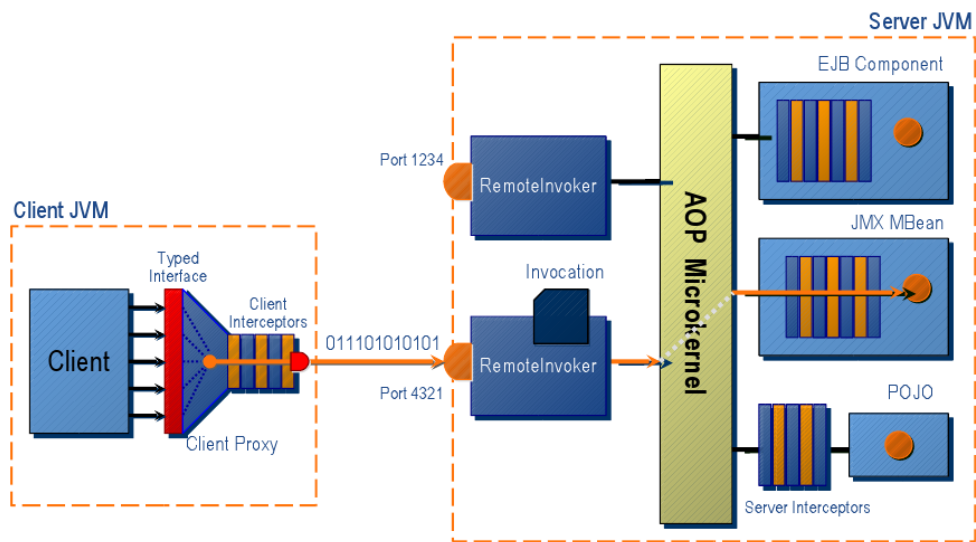 Server JVM
EJB Component
Port 1234
RemoteInvoker
Client JVM
Typed
Interface
Client
Interceptors
Client
Client Proxy
011101010101
Port 4321
Invocation
RemoteInvoker
AOP Microkernel
JMX MBean
POJO
Server Interceptors